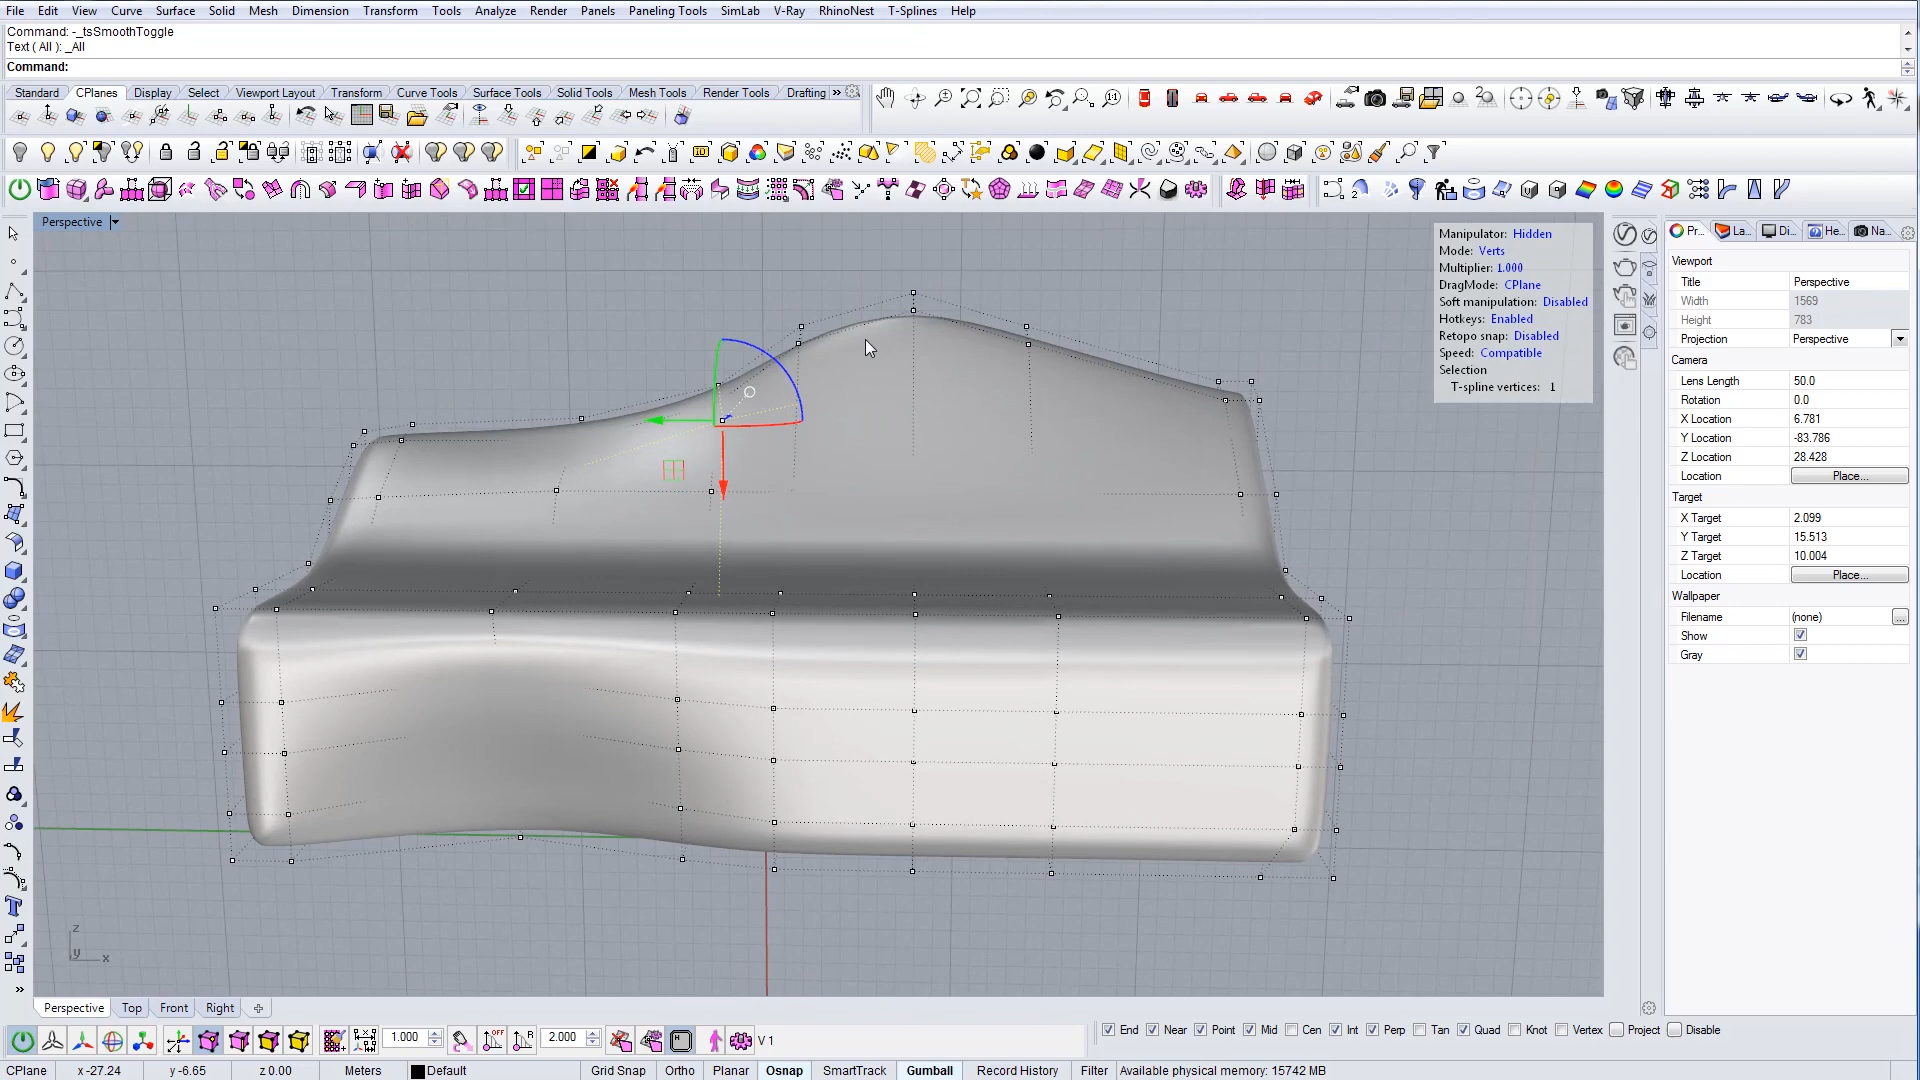 File Edit View Curve Surface Solid Mesh Dimension Transform Tools Analyze Render Panels Paneling Tools SimLab V-Ray RhinoNest T-Splines Help
Command: -_tsSmoothToggle
Text ( All ): _All
Command:
Standard CPlanes Display Select Viewport Layout Transform Curve Tools Surface Tools Solid Tools Mesh Tools Render Tools Drafting »
Perspective
Manipulator: Hidden
Mode: Verts
Multiplier: 1.000
DragMode: CPlane
Soft manipulation: Disabled
Hotkeys: Enabled
Retopo snap: Disabled
Speed: Compatible
Selection
T-spline vertices: 1
Pr... La... Di... He... Na...
Viewport
Title Perspective
Width 1569
Height 783
Projection Perspective
Camera
Lens Length 50.0
Rotation 0.0
X Location 6.781
Y Location -83.786
Z Location 28.428
Location Place...
Target
X Target 2.099
Y Target 15.513
Z Target 10.004
Location Place...
Wallpaper
Filename (none) ...
Show
Gray
z
y x
»
Perspective Top Front Right
1.000 OFF R 2.000 H V 1
End Near Point Mid Cen Int Perp Tan Quad Knot Vertex Project Disable
CPlane x -27.24 y -6.65 z 0.00 Meters Default Grid Snap Ortho Planar Osnap SmartTrack Gumball Record History Filter Available physical memory: 15742 MB